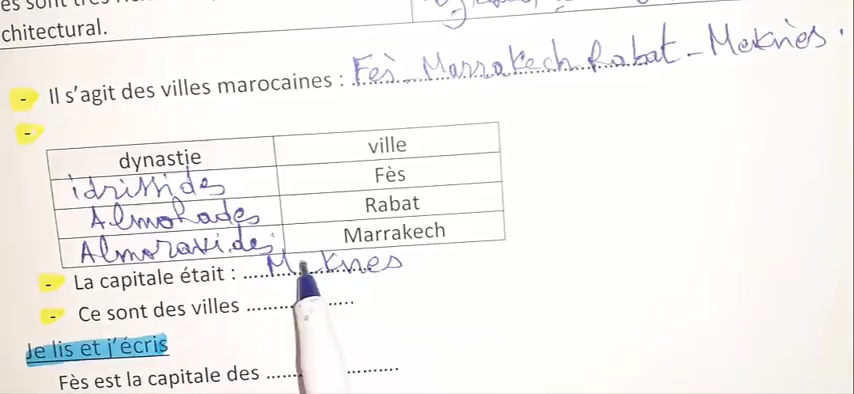 chitectural.
- Il s'agit des villes marocaines : Fès - Marrakech Rabat - Meknès.
-
dynastie ville
idrissides Fès
Almohades Rabat
Almoravides Marrakech
- La capitale était : Meknes
- Ce sont des villes ..........
Je lis et j'écris
Fès est la capitale des ..........